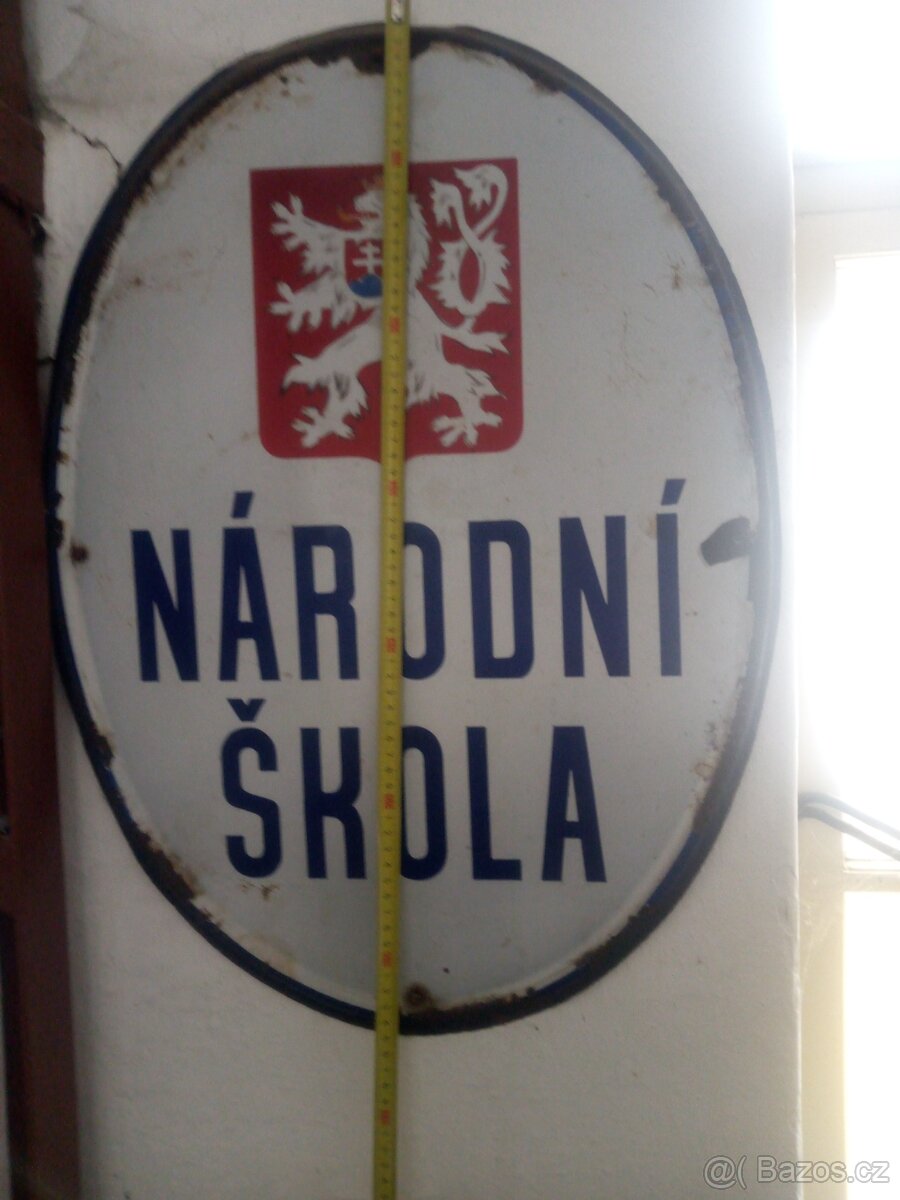 NÁRODNÍ
ŠKOLA
@( Bazos.cz